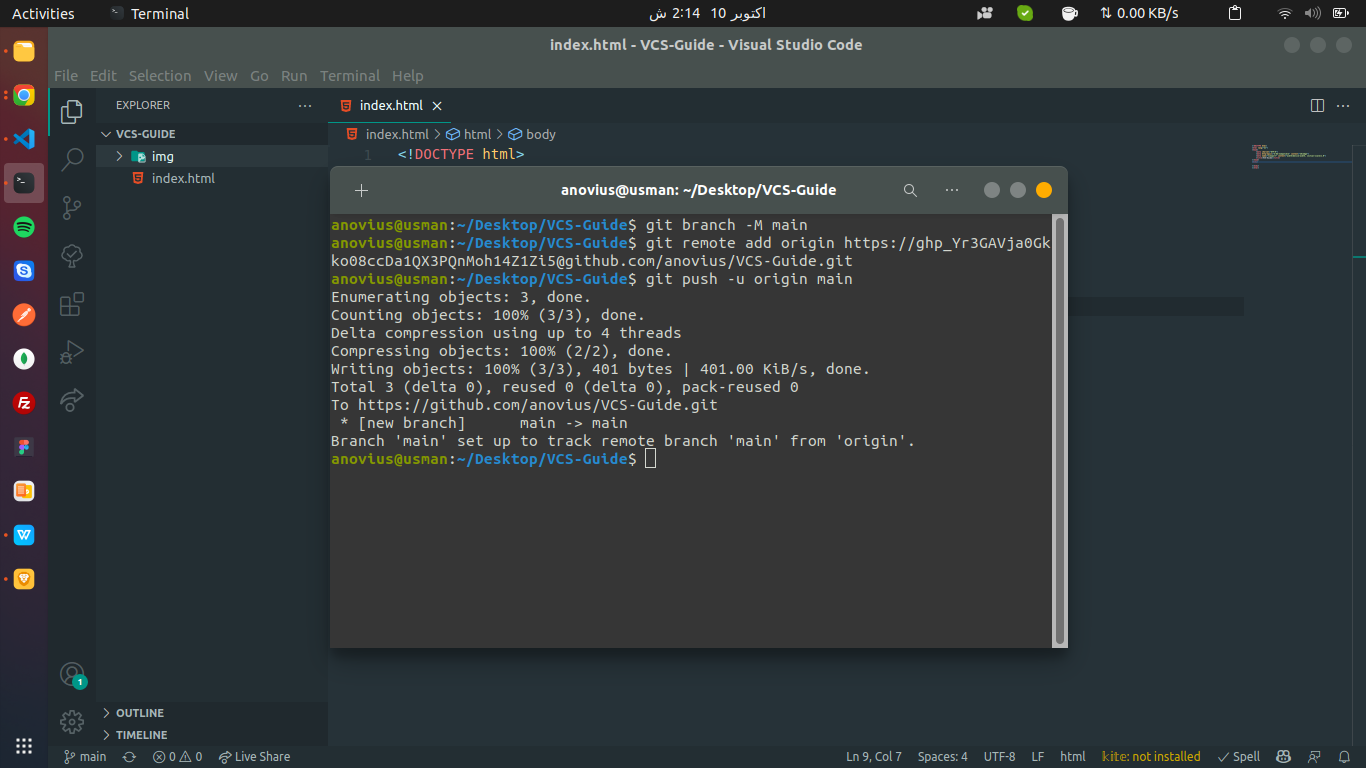 Activities
Terminal
اکتوبر 10  2:14 ش
0.00 KB/s
index.html - VCS-Guide - Visual Studio Code
File Edit Selection View Go Run Terminal Help
EXPLORER
VCS-GUIDE
img
index.html
OUTLINE
TIMELINE
index.html
index.html > html > body
1 <!DOCTYPE html>
anovius@usman: ~/Desktop/VCS-Guide
anovius@usman:~/Desktop/VCS-Guide$ git branch -M main
anovius@usman:~/Desktop/VCS-Guide$ git remote add origin https://ghp_Yr3GAVja0Gk
ko08ccDa1QX3PQnMoh14Z1Zi5@github.com/anovius/VCS-Guide.git
anovius@usman:~/Desktop/VCS-Guide$ git push -u origin main
Enumerating objects: 3, done.
Counting objects: 100% (3/3), done.
Delta compression using up to 4 threads
Compressing objects: 100% (2/2), done.
Writing objects: 100% (3/3), 401 bytes | 401.00 KiB/s, done.
Total 3 (delta 0), reused 0 (delta 0), pack-reused 0
To https://github.com/anovius/VCS-Guide.git
 * [new branch]      main -> main
Branch 'main' set up to track remote branch 'main' from 'origin'.
anovius@usman:~/Desktop/VCS-Guide$
1
main
0 0
Live Share
Ln 9, Col 7
Spaces: 4
UTF-8
LF
html
kite: not installed
Spell